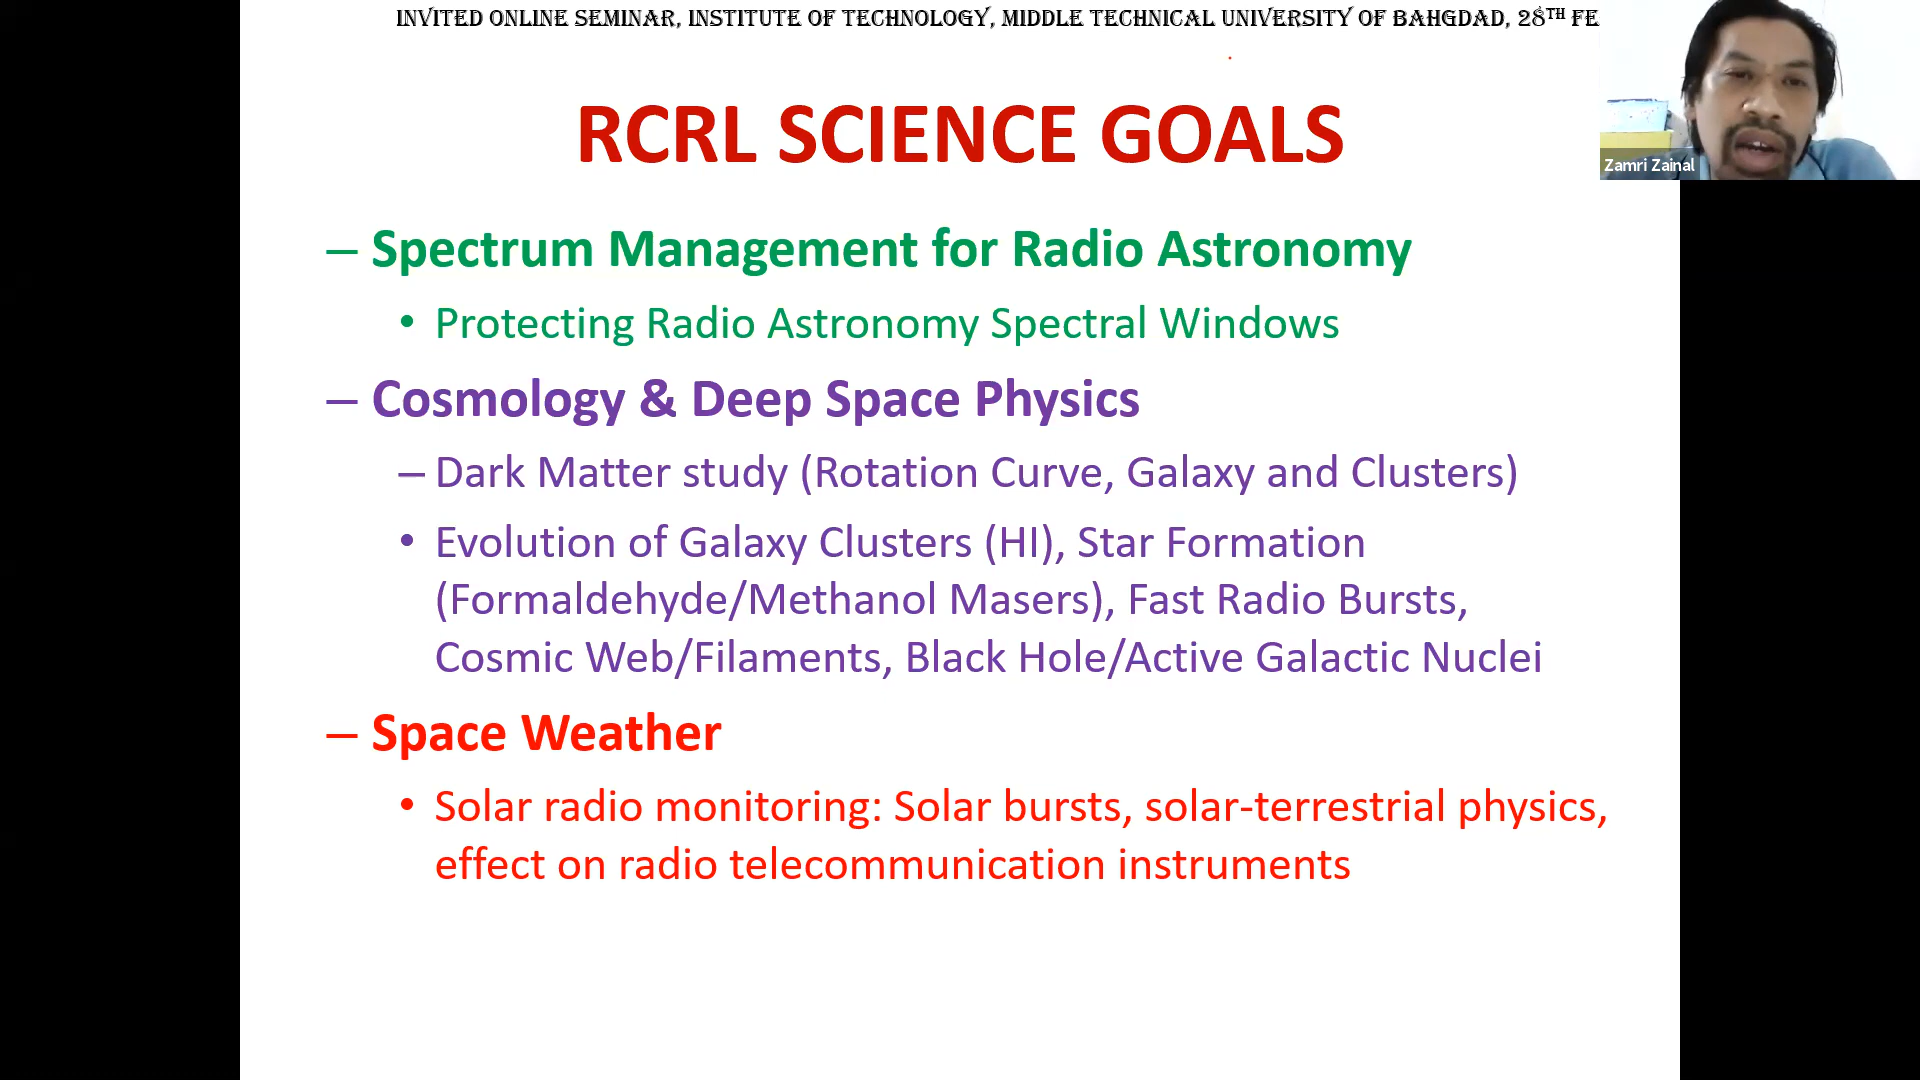 INVITED ONLINE SEMINAR, INSTITUTE OF TECHNOLOGY, MIDDLE TECHNICAL UNIVERSITY OF BAHGDAD, 28TH FE
Zamri Zainal
RCRL SCIENCE GOALS
– Spectrum Management for Radio Astronomy
• Protecting Radio Astronomy Spectral Windows
– Cosmology & Deep Space Physics
– Dark Matter study (Rotation Curve, Galaxy and Clusters)
• Evolution of Galaxy Clusters (HI), Star Formation
(Formaldehyde/Methanol Masers), Fast Radio Bursts,
Cosmic Web/Filaments, Black Hole/Active Galactic Nuclei
– Space Weather
• Solar radio monitoring: Solar bursts, solar-terrestrial physics,
effect on radio telecommunication instruments